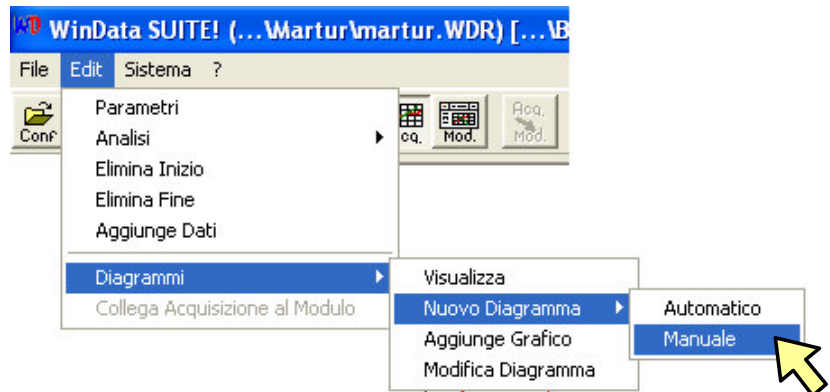 WinData SUITE! (...\Martur\martur.WDR) [...\B
File Edit Sistema ?
Conf
cq.
Mod.
Acq.
Mod.
Parametri
Analisi
Elimina Inizio
Elimina Fine
Aggiunge Dati
Diagrammi
Collega Acquisizione al Modulo
Visualizza
Nuovo Diagramma
Aggiunge Grafico
Modifica Diagramma
Automatico
Manuale